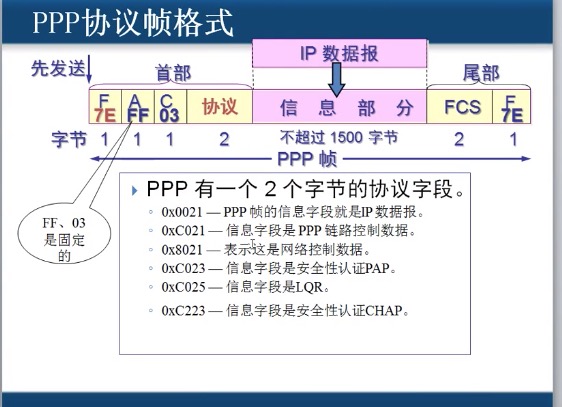 PPP协议帧格式
IP 数据报
先发送
首部
尾部
F A C
7E FF 03 协议 信息部分 FCS F 7E
字节 1 1 1 2 不超过 1500 字节 2 1
PPP 帧
FF、03
是固定
的
PPP 有一个 2 个字节的协议字段。
0x0021 — PPP 帧的信息字段就是IP 数据报。
0xC021 — 信息字段是 PPP 链路控制数据。
0x8021 — 表示这是网络控制数据。
0xC023 — 信息字段是安全性认证PAP。
0xC025 — 信息字段是LQR。
0xC223 — 信息字段是安全性认证CHAP。